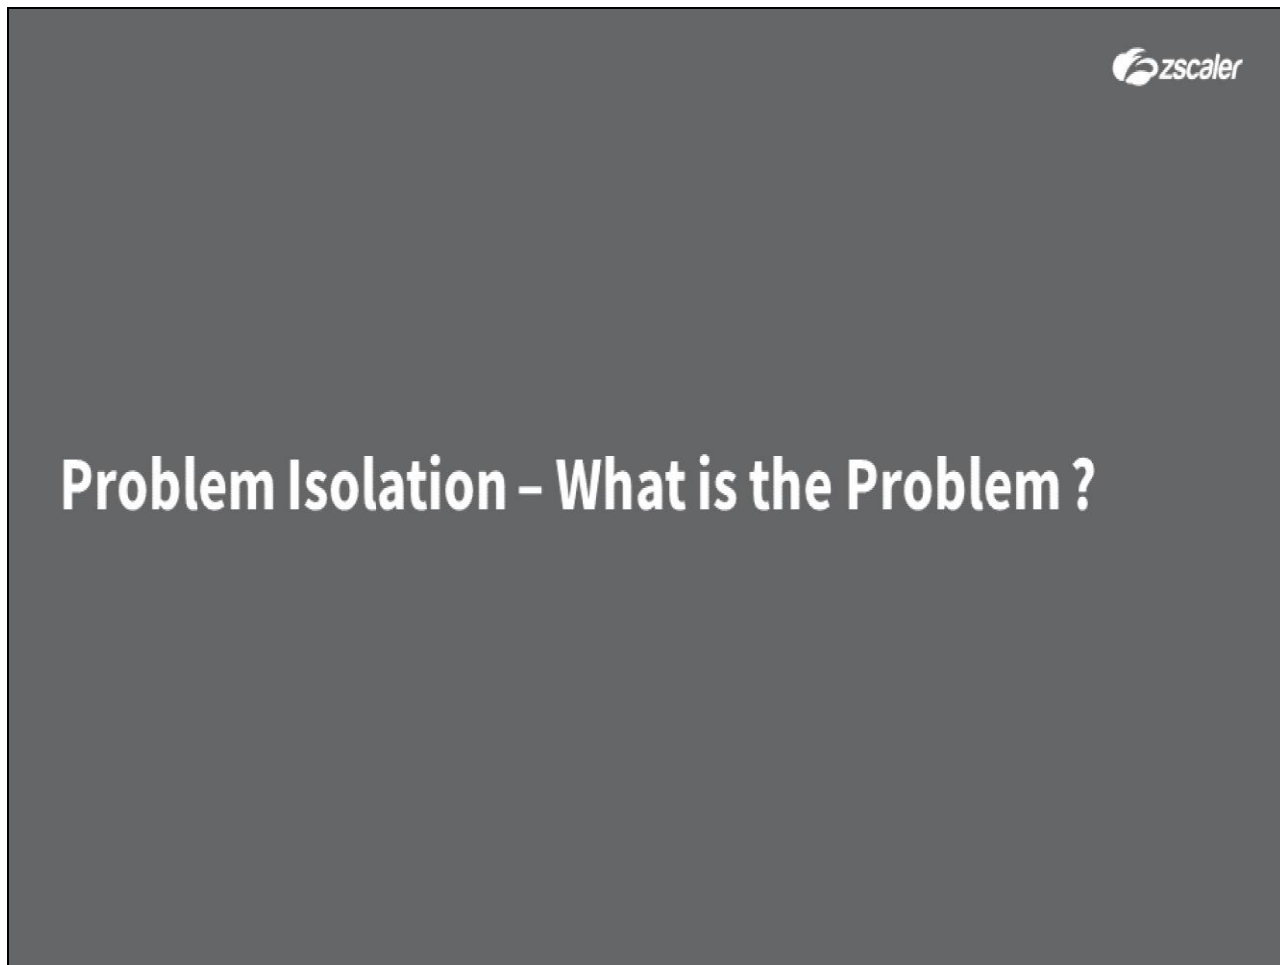 zscaler
Problem Isolation – What is the Problem ?